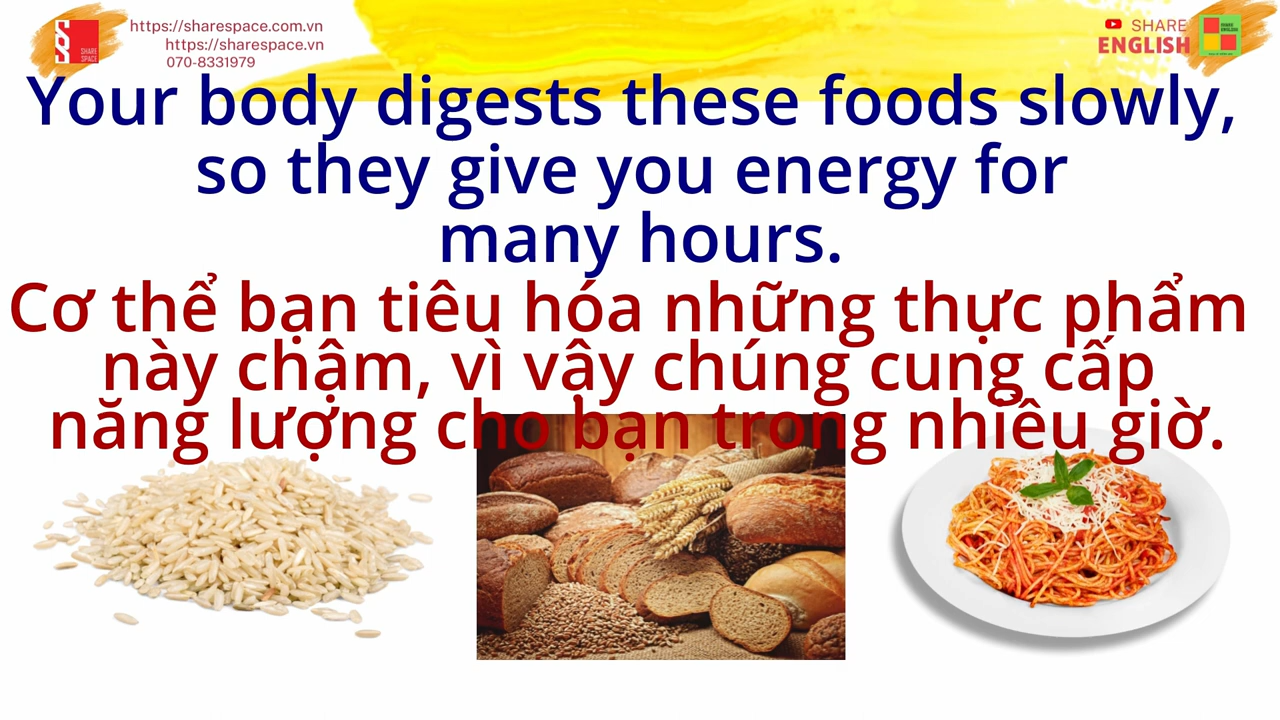 https://sharespace.com.vn
https://sharespace.vn
070-8331979
SHARE
SPACE
SHARE
ENGLISH
Your body digests these foods slowly,
so they give you energy for
many hours.
Cơ thể bạn tiêu hóa những thực phẩm
này chậm, vì vậy chúng cung cấp
năng lượng cho bạn trong nhiều giờ.